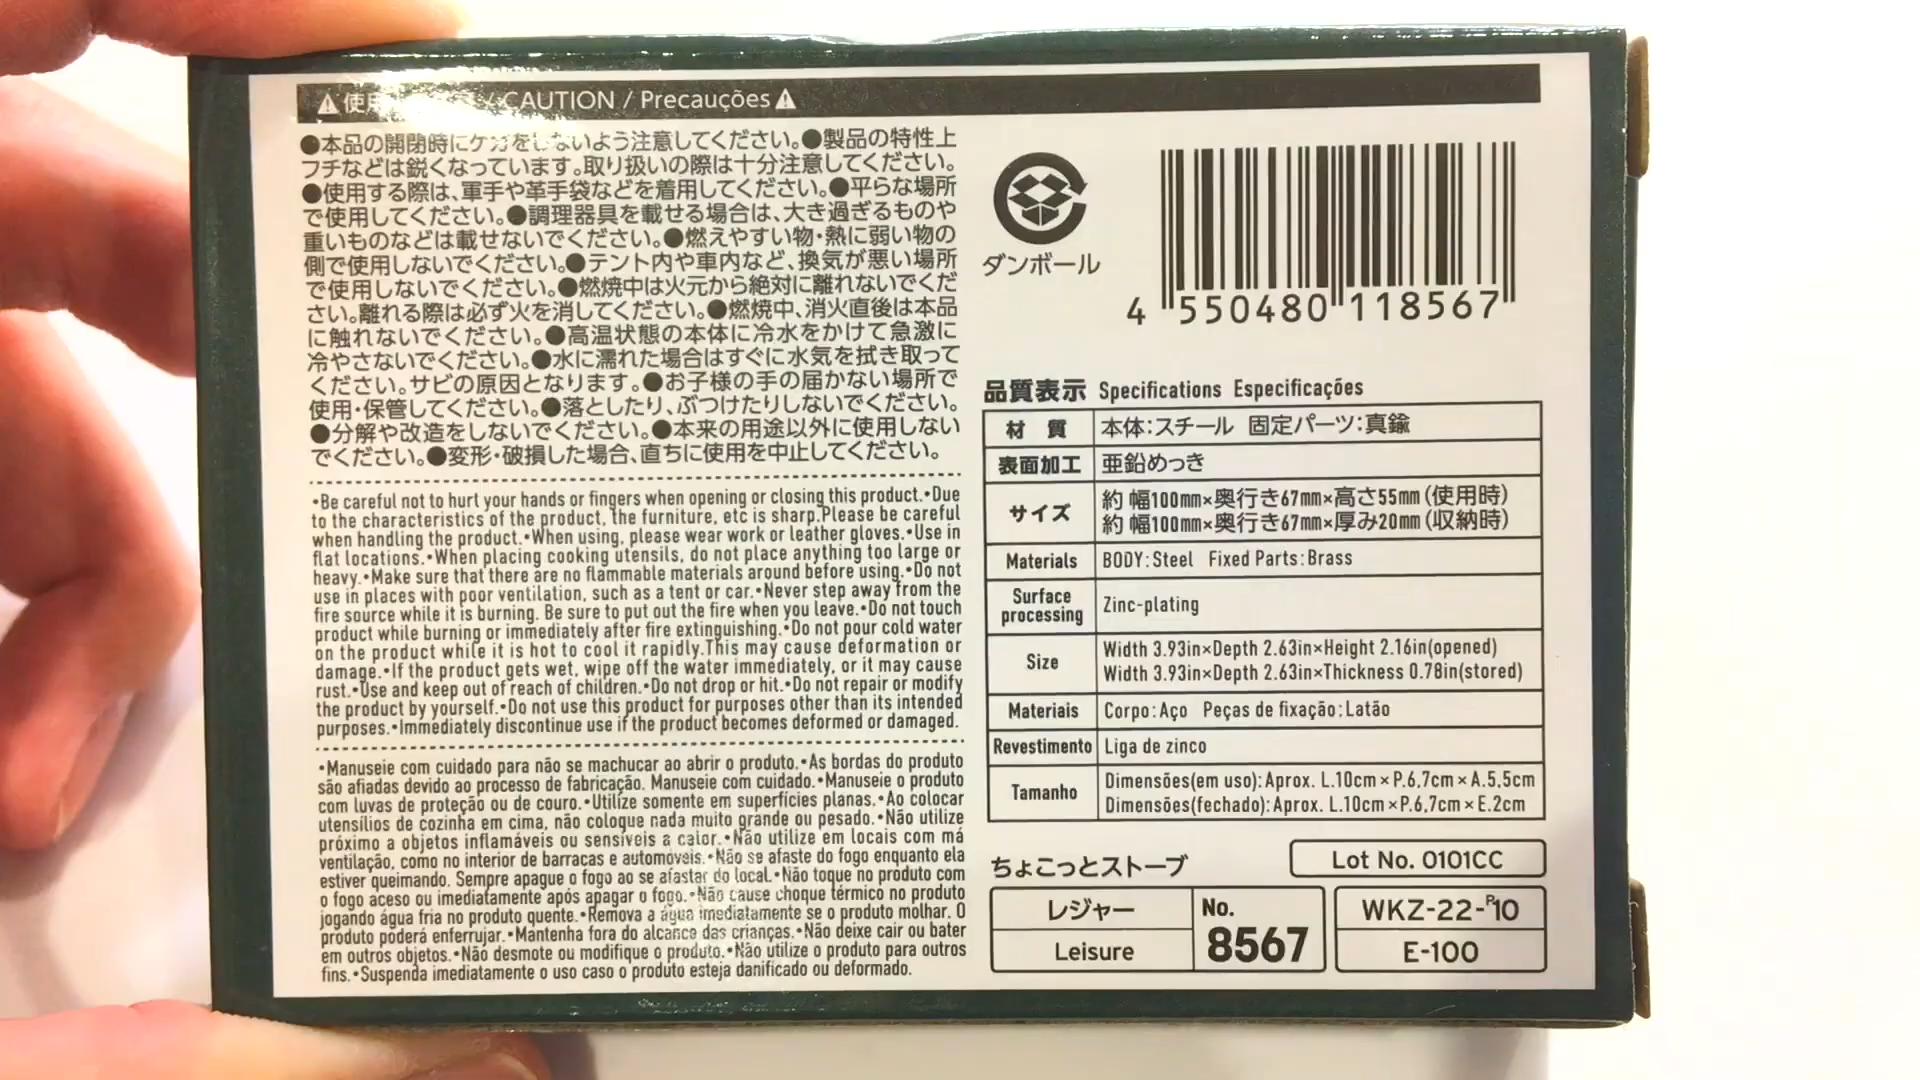 ⚠使 / CAUTION / Precauções⚠
●本品の開閉時にケガをしないよう注意してください。●製品の特性上
フチなどは鋭くなっています。取り扱いの際は十分注意してください。
●使用する際は、軍手や革手袋などを着用してください。●平らな場所
で使用してください。●調理器具を載せる場合は、大き過ぎるものや
重いものなどは載せないでください。●燃えやすい物・熱に弱い物の
側で使用しないでください。●テント内や車内など、換気が悪い場所
で使用しないでください。●燃焼中は火元から絶対に離れないでくだ
さい。離れる際は必ず火を消してください。●燃焼中、消火直後は本品
に触れないでください。●高温状態の本体に冷水をかけて急激に
冷やさないでください。●水に濡れた場合はすぐに水気を拭き取って
ください。サビの原因となります。●お子様の手の届かない場所で
使用・保管してください。●落としたり、ぶつけたりしないでください。
●分解や改造をしないでください。●本来の用途以外に使用しない
でください。●変形・破損した場合、直ちに使用を中止してください。
•Be careful not to hurt your hands or fingers when opening or closing this product.•Due
to the characteristics of the product, the furniture, etc is sharp.Please be careful
when handling the product.•When using, please wear work or leather gloves.•Use in
flat locations.•When placing cooking utensils, do not place anything too large or
heavy.•Make sure that there are no flammable materials around before using.•Do not
use in places with poor ventilation, such as a tent or car.•Never step away from the
fire source while it is burning. Be sure to put out the fire when you leave.•Do not touch
product while burning or immediately after fire extinguishing.•Do not pour cold water
on the product while it is hot to cool it rapidly.This may cause deformation or
damage.•If the product gets wet, wipe off the water immediately, or it may cause
rust.•Use and keep out of reach of children.•Do not drop or hit.•Do not repair or modify
the product by yourself.•Do not use this product for purposes other than its intended
purposes.•Immediately discontinue use if the product becomes deformed or damaged.
•Manuseie com cuidado para não se machucar ao abrir o produto.•As bordas do produto
são afiadas devido ao processo de fabricação. Manuseie com cuidado.•Manuseie o produto
com luvas de proteção ou de couro.•Utilize somente em superfícies planas.•Ao colocar
utensílios de cozinha em cima, não coloque nada muito grande ou pesado.•Não utilize
próximo a objetos inflamáveis ou sensíveis a calor.•Não utilize em locais com má
ventilação, como no interior de barracas e automóveis.•Não se afaste do fogo enquanto ela
estiver queimando. Sempre apague o fogo ao se afastar do local.•Não toque no produto com
o fogo aceso ou imediatamente após apagar o fogo.•Não cause choque térmico no produto
jogando água fria no produto quente.•Remova a água imediatamente se o produto molhar. O
produto poderá enferrujar.•Mantenha fora do alcance das crianças.•Não deixe cair ou bater
em outros objetos.•Não desmote ou modifique o produto.•Não utilize o produto para outros
fins.•Suspenda imediatamente o uso caso o produto esteja danificado ou deformado.
ダンボール
4 550480 118567
品質表示 Specifications Especificações
材 質 本体:スチール 固定パーツ:真鍮
表面加工 亜鉛めっき
サイズ 約 幅100mm×奥行き67mm×高さ55mm(使用時)
約 幅100mm×奥行き67mm×厚み20mm(収納時)
Materials BODY:Steel Fixed Parts:Brass
Surface processing Zinc-plating
Size Width 3.93in×Depth 2.63in×Height 2.16in(opened)
Width 3.93in×Depth 2.63in×Thickness 0.78in(stored)
Materiais Corpo:Aço Peças de fixação:Latão
Revestimento Liga de zinco
Tamanho Dimensões(em uso):Aprox. L.10cm×P.6,7cm×A.5,5cm
Dimensões(fechado):Aprox. L.10cm×P.6,7cm×E.2cm
ちょこっとストーブ
Lot No. 0101CC
レジャー
Leisure
No.
8567
WKZ-22-P10
E-100